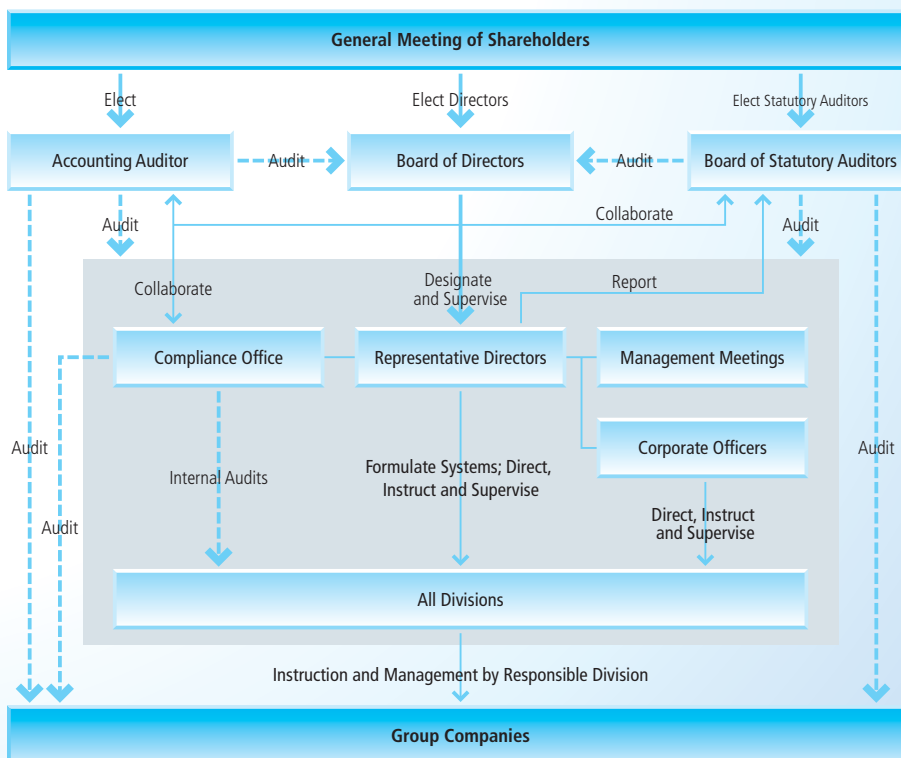 General Meeting of Shareholders
Elect
Elect Directors
Elect Statutory Auditors
Accounting Auditor
Audit
Board of Directors
Audit
Board of Statutory Auditors
Audit
Collaborate
Audit
Collaborate
Designate
and Supervise
Report
Compliance Office
Representative Directors
Management Meetings
Audit
Internal Audits
Formulate Systems; Direct,
Instruct and Supervise
Corporate Officers
Audit
Audit
Direct, Instruct
and Supervise
All Divisions
Instruction and Management by Responsible Division
Group Companies